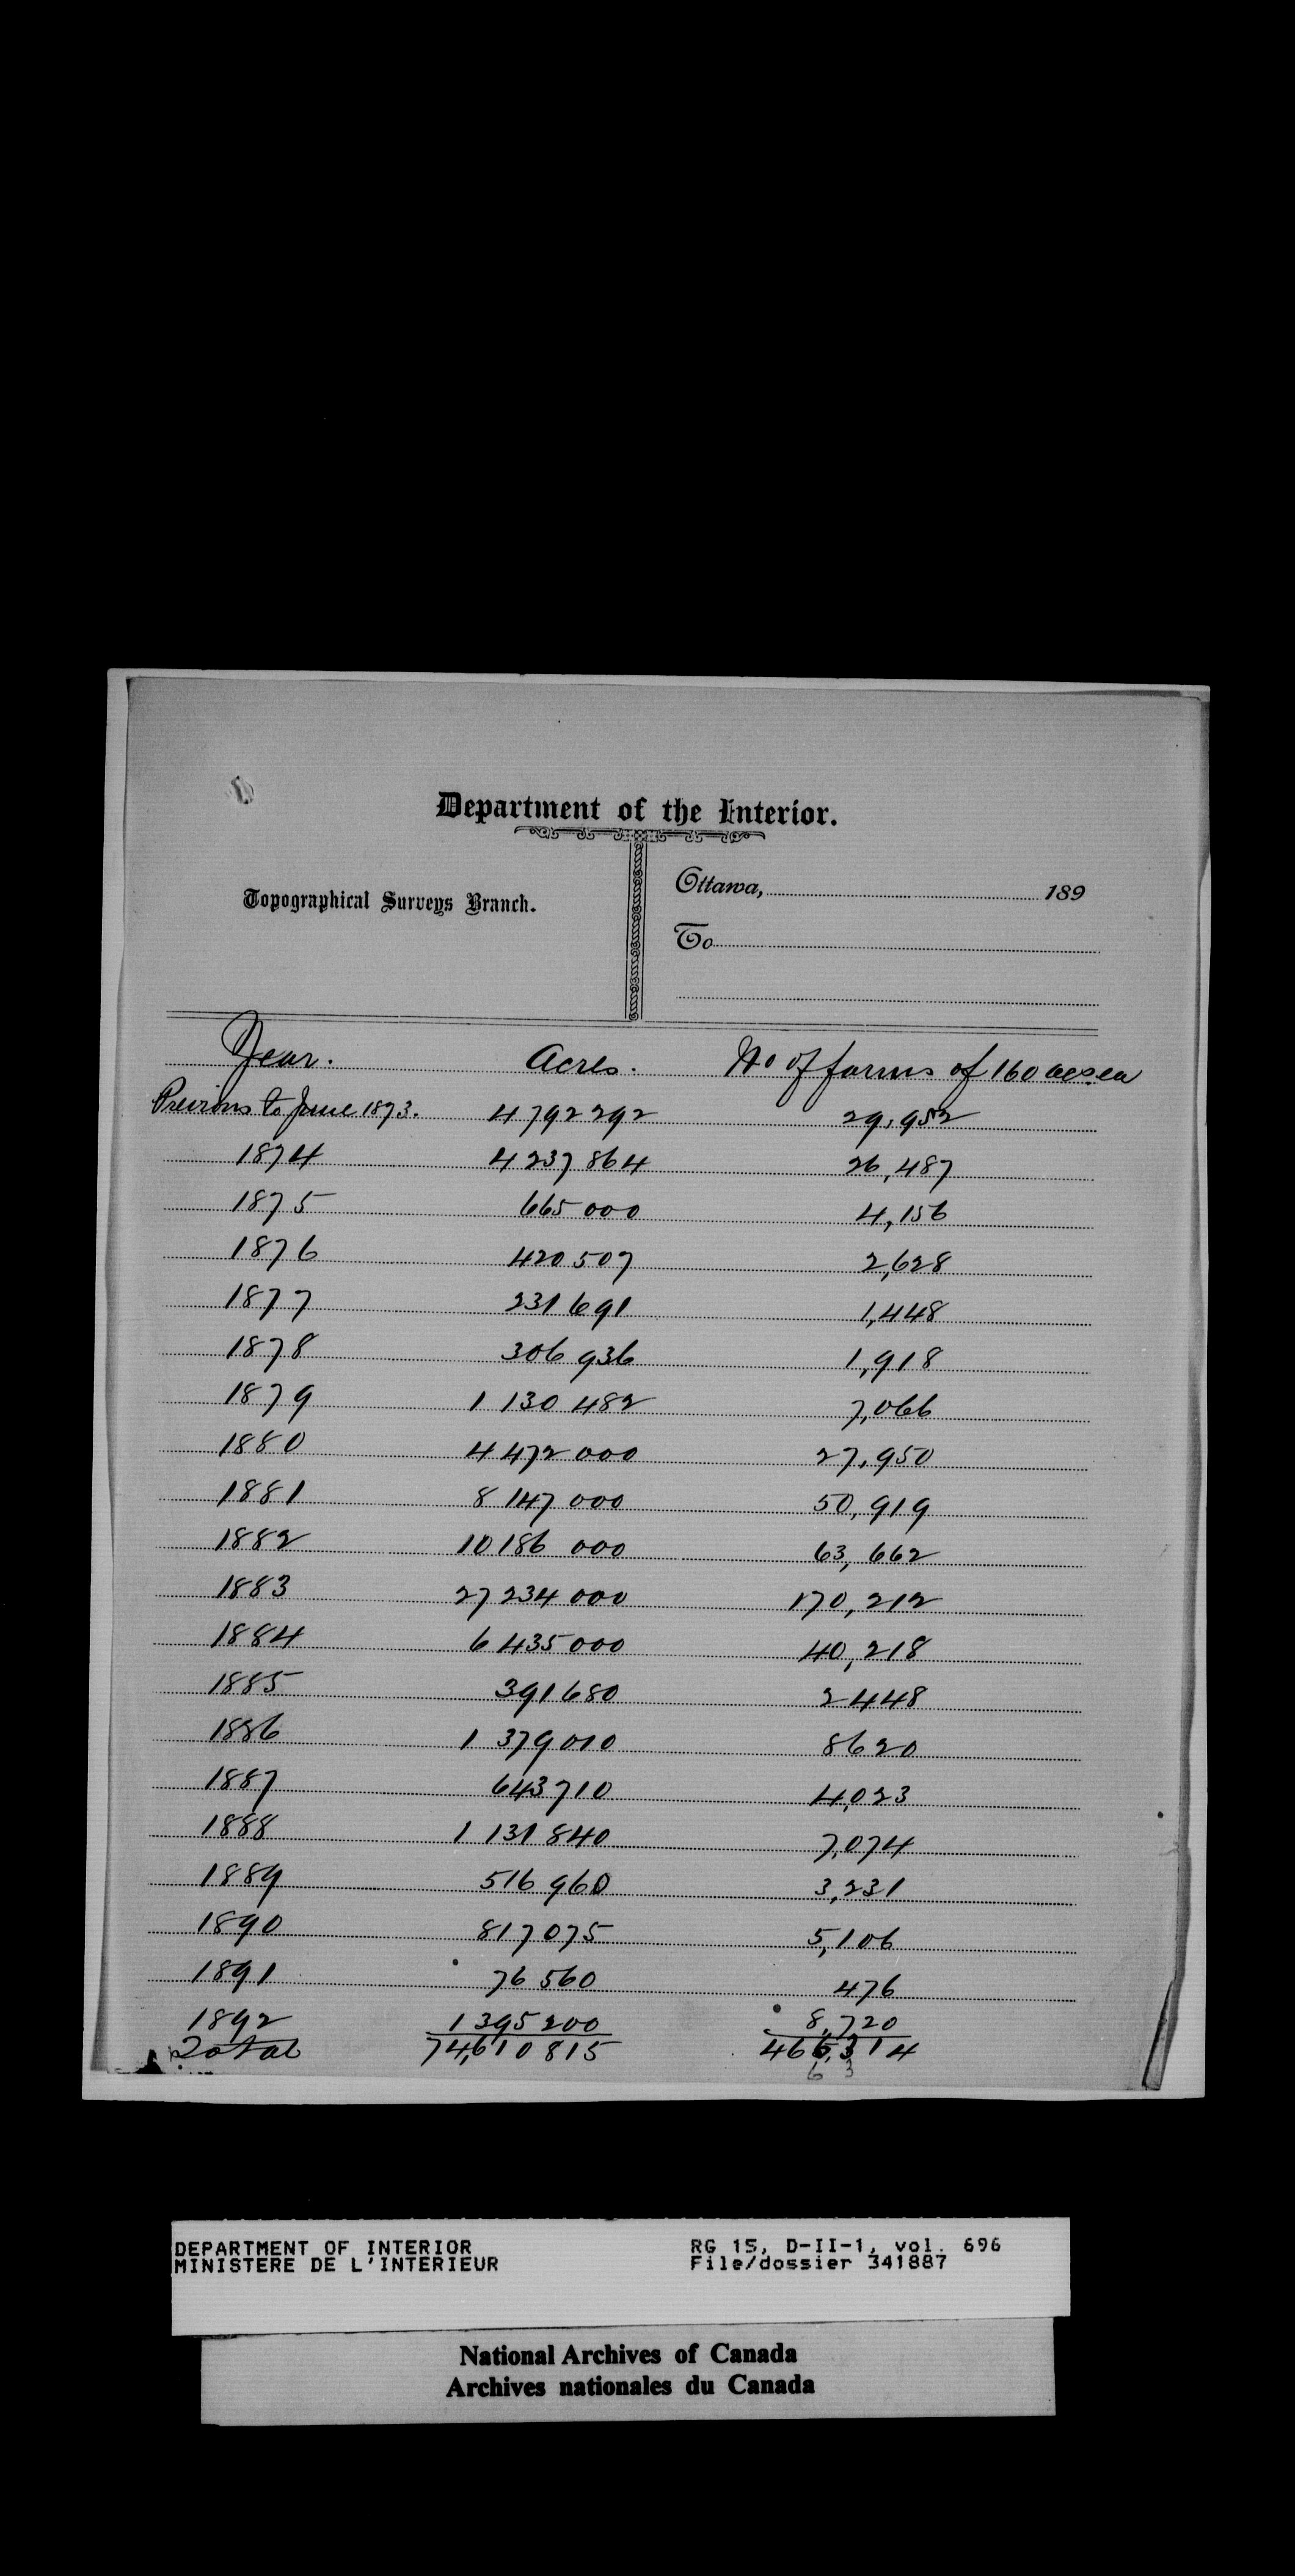 Department of the Interior.
Topographical Surveys Branch.
Ottawa, 189
To
Year. Acres. No of farms of 160 acs. ea
Previous to June 1873. 4 792 292 29,952
1874 4 237 864 26,487
1875 665 000 4,156
1876 420 507 2,628
1877 231 691 1,448
1878 306 936 1,918
1879 1 130 482 7,066
1880 4 472 000 27,950
1881 8 147 000 50,919
1882 10 186 000 63,662
1883 27 234 000 170,212
1884 6 435 000 40,218
1885 391 680 2448
1886 1 379 010 8620
1887 643 710 4,023
1888 1 131 840 7,074
1889 516 960 3,231
1890 817 075 5,106
1891 76 560 476
1892 1 395 200 8,720
Total 74,610 815 466,314
6 3
DEPARTMENT OF INTERIOR RG 15, D-II-1, vol. 696
MINISTERE DE L'INTERIEUR File/dossier 341887
National Archives of Canada
Archives nationales du Canada